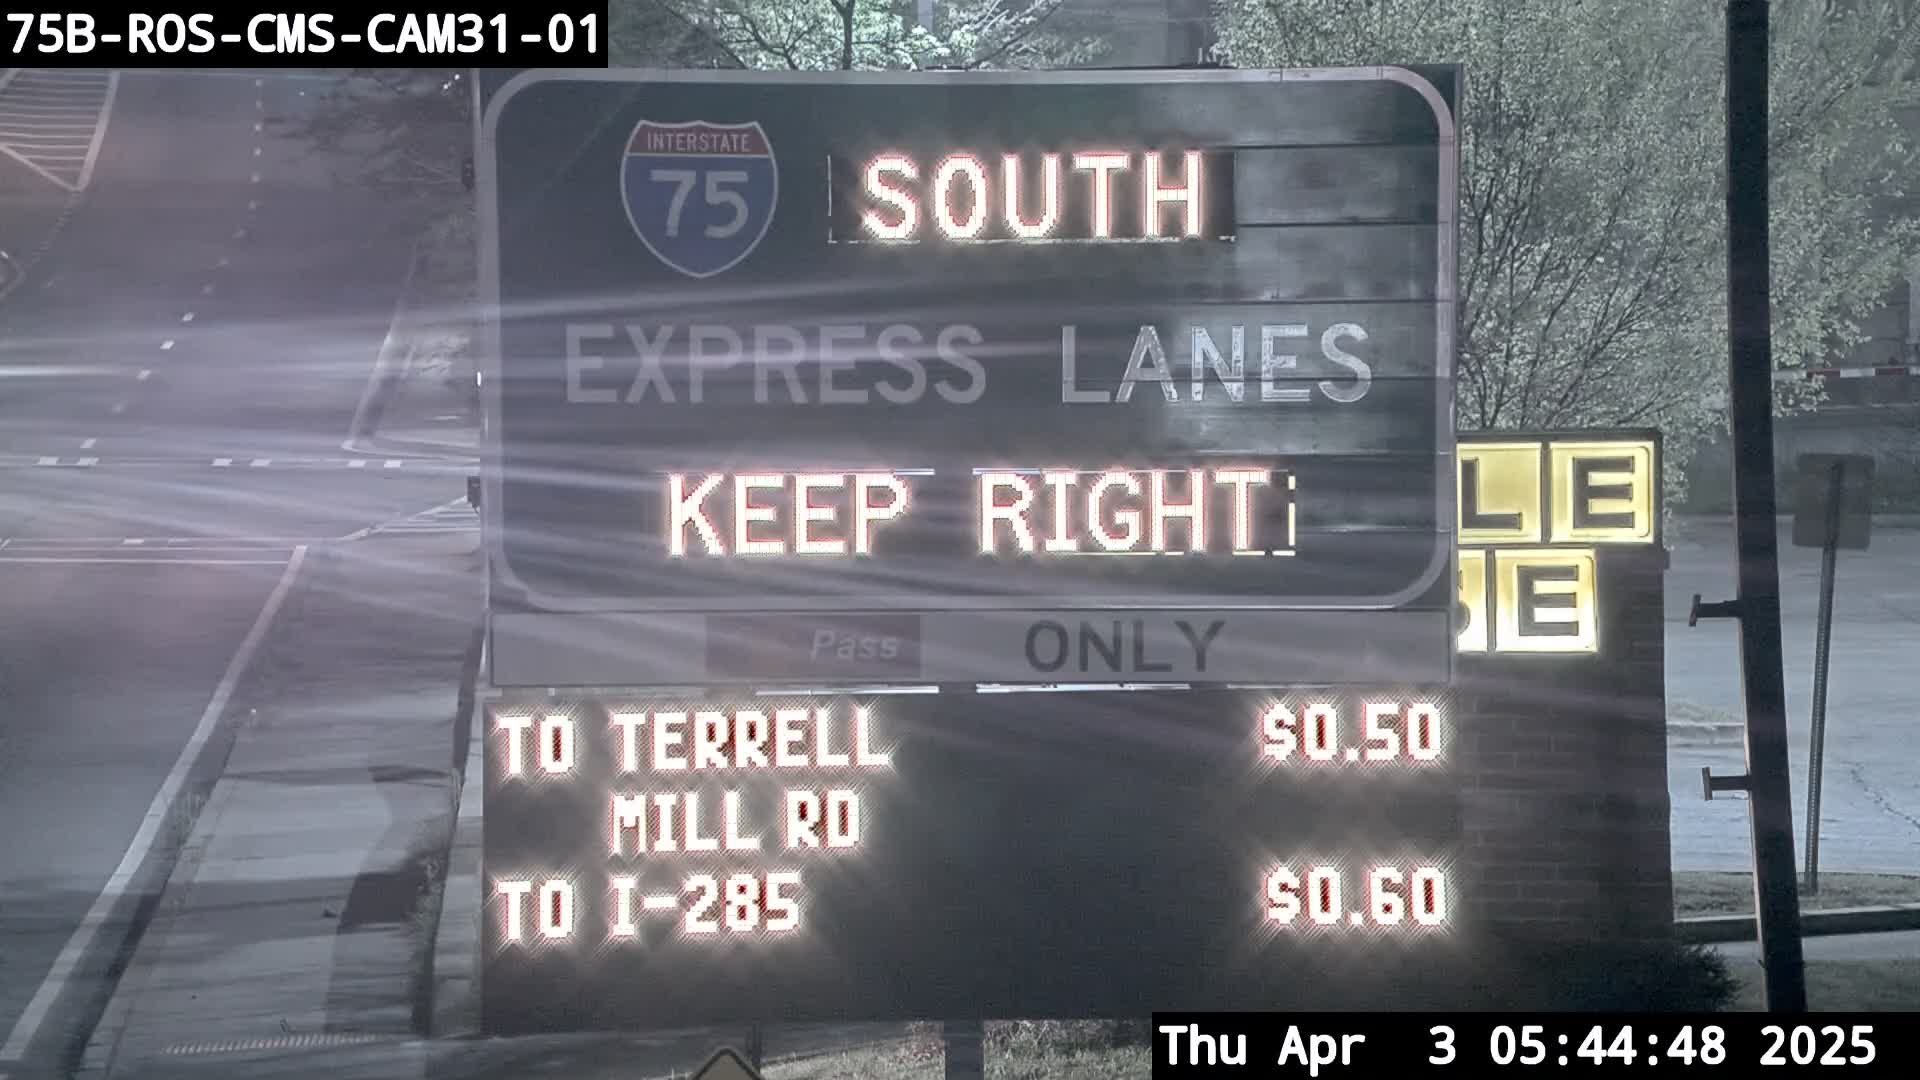 75B-ROS-CMS-CAM31-01
INTERSTATE
75
SOUTH
EXPRESS LANES
KEEP RIGHT
Pass ONLY
TO TERRELL $0.50
MILL RD
TO I-285 $0.60
LE
E
Thu Apr 3 05:44:48 2025